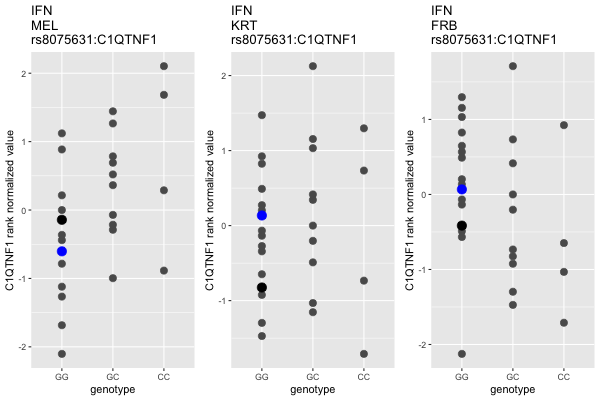 IFN
MEL
rs8075631:C1QTNF1
C1QTNF1 rank normalized value
2
1
0
-1
-2
GG
GC
CC
genotype
IFN
KRT
rs8075631:C1QTNF1
C1QTNF1 rank normalized value
2
1
0
-1
GG
GC
CC
genotype
IFN
FRB
rs8075631:C1QTNF1
C1QTNF1 rank normalized value
1
0
-1
-2
GG
GC
CC
genotype